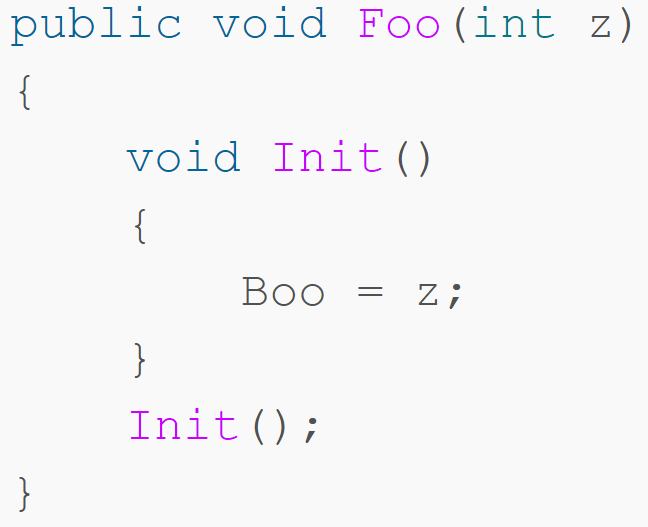 public void Foo(int z)
{
    void Init()
    {
        Boo = z;
    }
    Init();
}